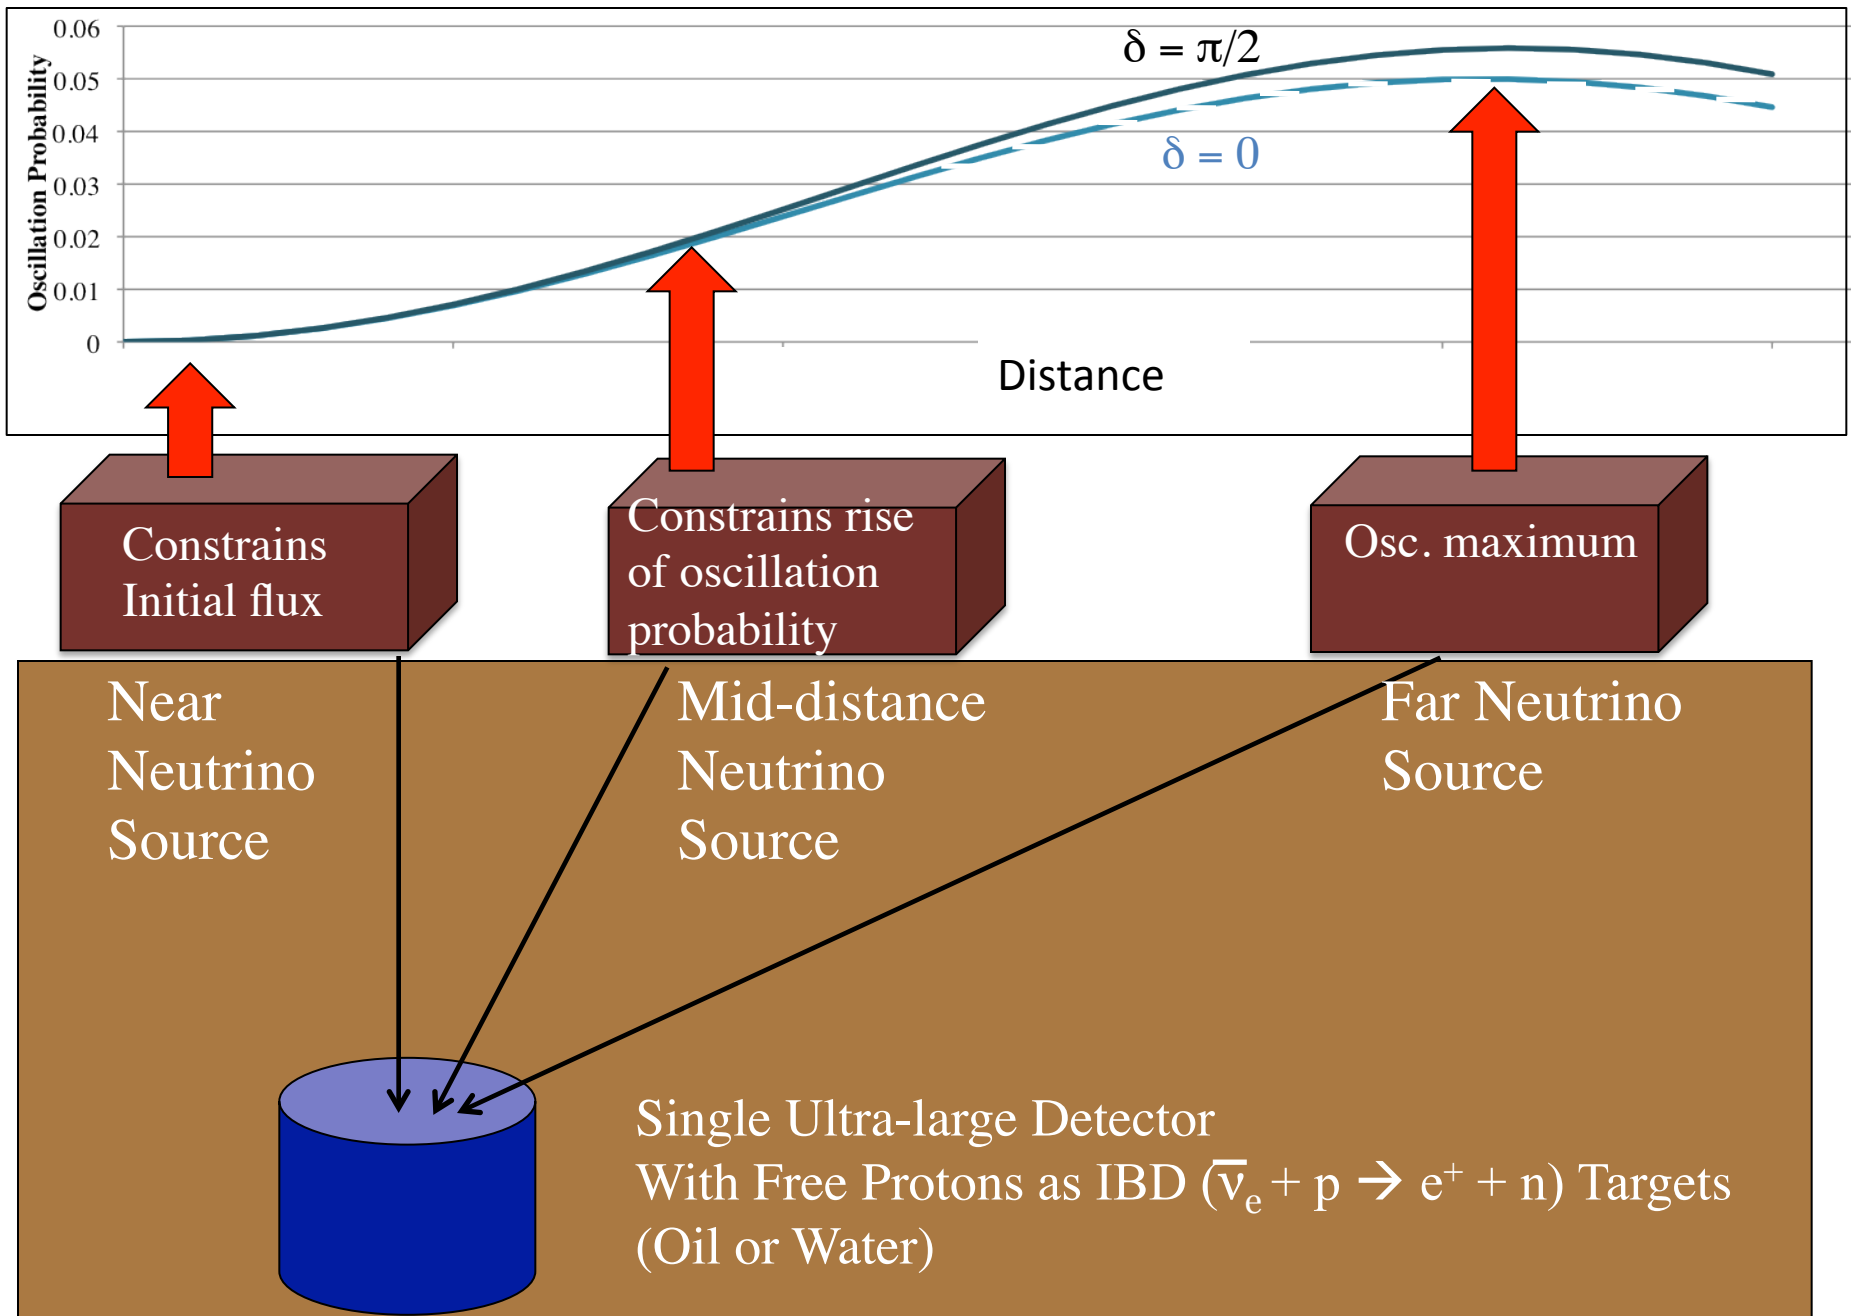 0.06
0.05
0.04
0.03
0.02
0.01
0
Oscillation Probability
δ = π/2
δ = 0
Distance
Constrains
Initial flux
Constrains rise
of oscillation
probability
Osc. maximum
Near
Neutrino
Source
Mid-distance
Neutrino
Source
Far Neutrino
Source
Single Ultra-large Detector
With Free Protons as IBD (ν̅ₑ + p → e⁺ + n) Targets
(Oil or Water)